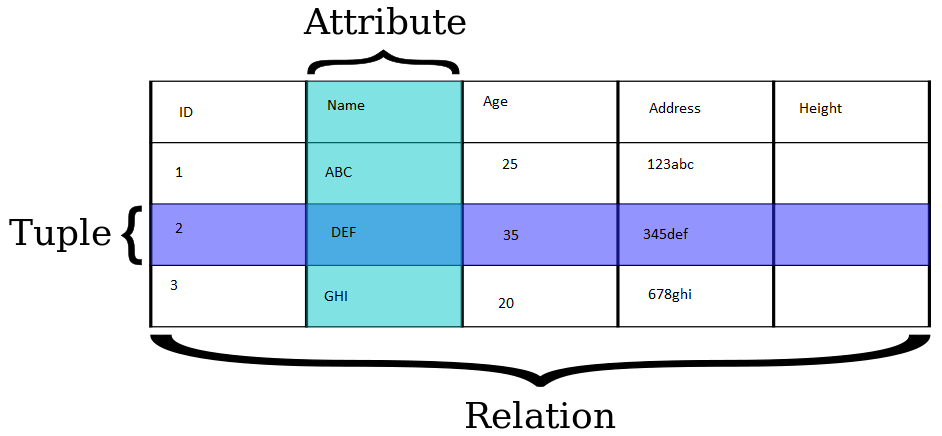 Attribute
ID Name Age Address Height
1 ABC 25 123abc
Tuple 2 DEF 35 345def
3 GHI 20 678ghi
Relation